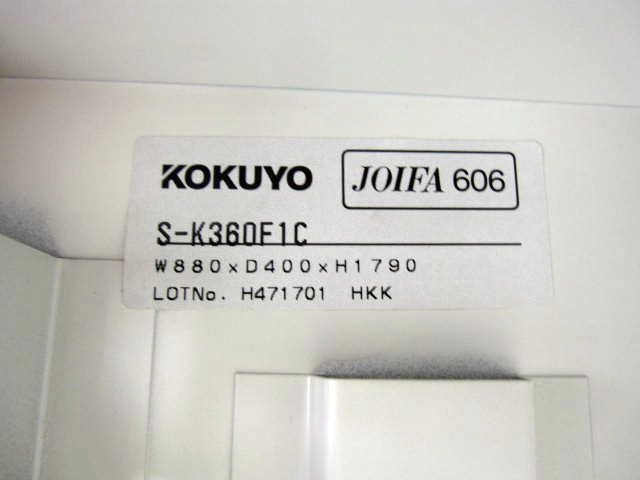 KOKUYO JOIFA 606
S-K360F1C
W880×D400×H1790
LOTNo. H471701 HKK